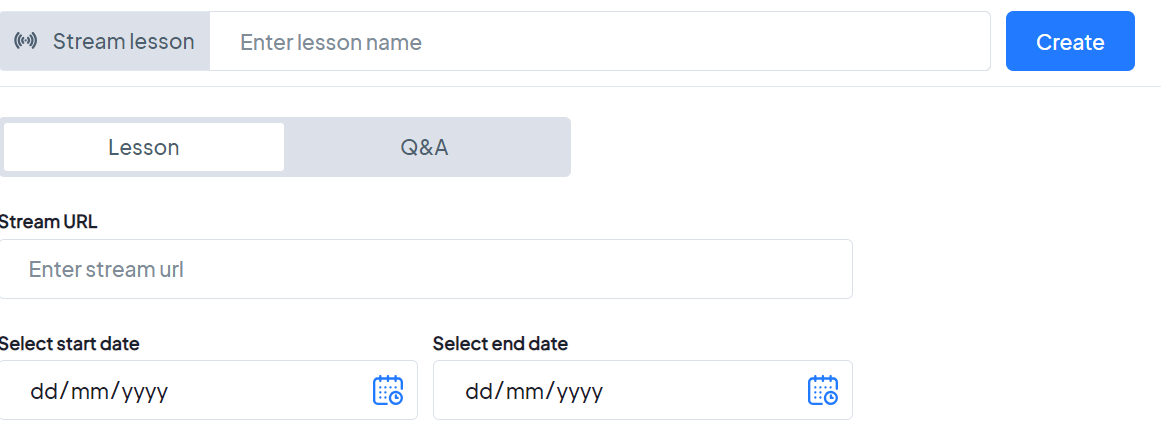 Stream lesson Enter lesson name Create
Lesson Q&A
Stream URL
Enter stream url
Select start date Select end date
dd/mm/yyyy dd/mm/yyyy